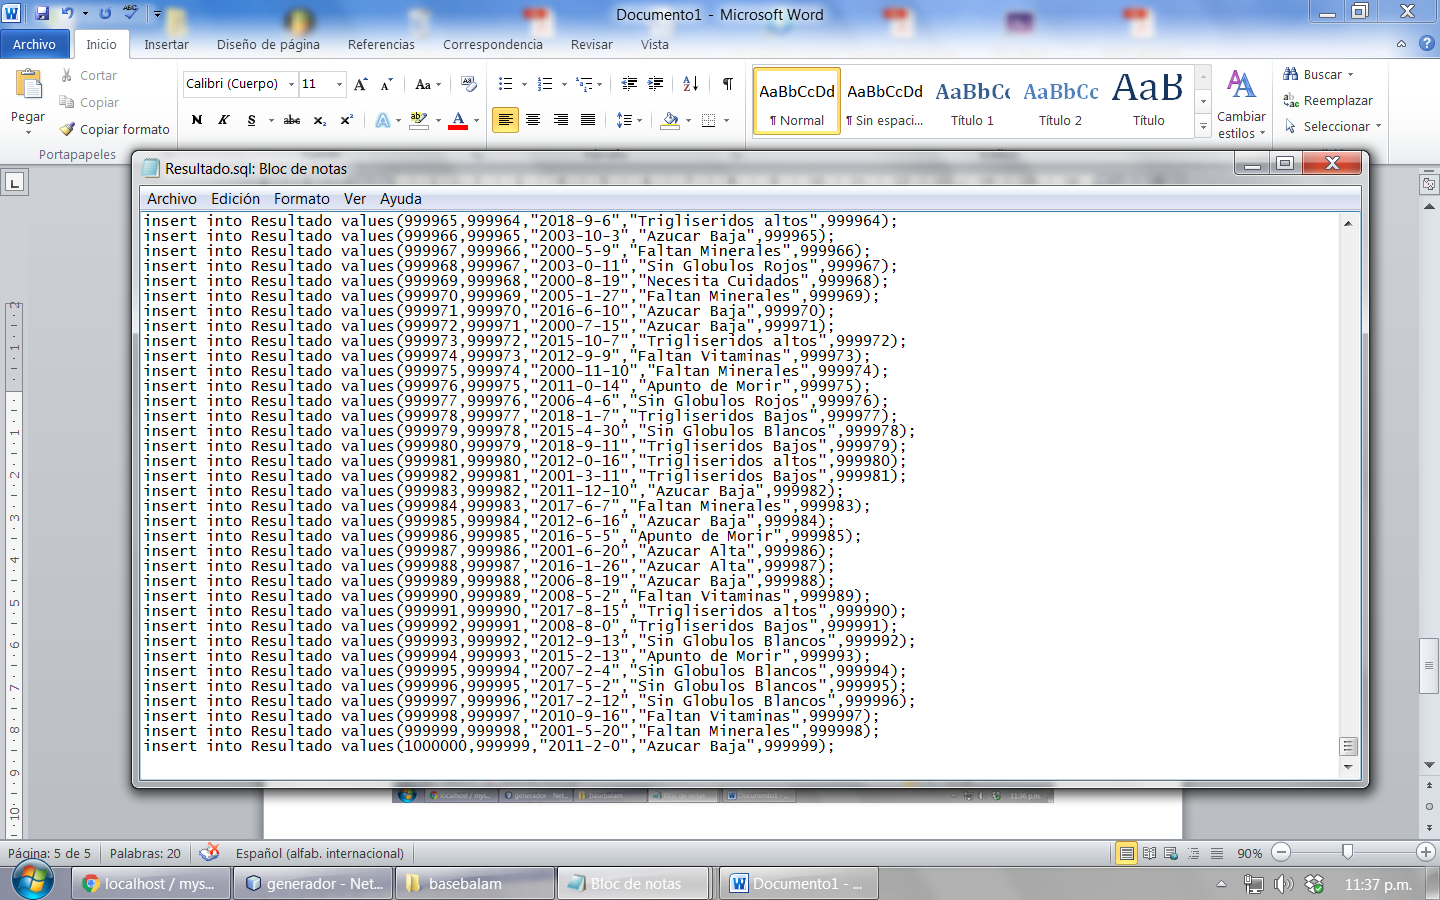 Documento1 - Microsoft Word
Archivo Inicio Insertar Diseño de página Referencias Correspondencia Revisar Vista
Pegar
Cortar
Copiar
Copiar formato
Portapapeles
Calibri (Cuerpo) 11
N K S abc x₂ x²
AaBbCcDd AaBbCcDd AaBbCc AaBbCc AaB
¶ Normal ¶ Sin espaci... Título 1 Título 2 Título
Cambiar estilos
Buscar
Reemplazar
Seleccionar
Resultado.sql: Bloc de notas
Archivo Edición Formato Ver Ayuda
insert into Resultado values(999965,999964,"2018-9-6","Trigliseridos altos",999964);
insert into Resultado values(999966,999965,"2003-10-3","Azucar Baja",999965);
insert into Resultado values(999967,999966,"2000-5-9","Faltan Minerales",999966);
insert into Resultado values(999968,999967,"2003-0-11","Sin Globulos Rojos",999967);
insert into Resultado values(999969,999968,"2000-8-19","Necesita Cuidados",999968);
insert into Resultado values(999970,999969,"2005-1-27","Faltan Minerales",999969);
insert into Resultado values(999971,999970,"2016-6-10","Azucar Baja",999970);
insert into Resultado values(999972,999971,"2000-7-15","Azucar Baja",999971);
insert into Resultado values(999973,999972,"2015-10-7","Trigliseridos altos",999972);
insert into Resultado values(999974,999973,"2012-9-9","Faltan Vitaminas",999973);
insert into Resultado values(999975,999974,"2000-11-10","Faltan Minerales",999974);
insert into Resultado values(999976,999975,"2011-0-14","Apunto de Morir",999975);
insert into Resultado values(999977,999976,"2006-4-6","Sin Globulos Rojos",999976);
insert into Resultado values(999978,999977,"2018-1-7","Trigliseridos Bajos",999977);
insert into Resultado values(999979,999978,"2015-4-30","Sin Globulos Blancos",999978);
insert into Resultado values(999980,999979,"2018-9-11","Trigliseridos Bajos",999979);
insert into Resultado values(999981,999980,"2012-0-16","Trigliseridos altos",999980);
insert into Resultado values(999982,999981,"2001-3-11","Trigliseridos Bajos",999981);
insert into Resultado values(999983,999982,"2011-12-10","Azucar Baja",999982);
insert into Resultado values(999984,999983,"2017-6-7","Faltan Minerales",999983);
insert into Resultado values(999985,999984,"2012-6-16","Azucar Baja",999984);
insert into Resultado values(999986,999985,"2016-5-5","Apunto de Morir",999985);
insert into Resultado values(999987,999986,"2001-6-20","Azucar Alta",999986);
insert into Resultado values(999988,999987,"2016-1-26","Azucar Alta",999987);
insert into Resultado values(999989,999988,"2006-8-19","Azucar Baja",999988);
insert into Resultado values(999990,999989,"2008-5-2","Faltan Vitaminas",999989);
insert into Resultado values(999991,999990,"2017-8-15","Trigliseridos altos",999990);
insert into Resultado values(999992,999991,"2008-8-0","Trigliseridos Bajos",999991);
insert into Resultado values(999993,999992,"2012-9-13","Sin Globulos Blancos",999992);
insert into Resultado values(999994,999993,"2015-2-13","Apunto de Morir",999993);
insert into Resultado values(999995,999994,"2007-2-4","Sin Globulos Blancos",999994);
insert into Resultado values(999996,999995,"2017-5-2","Sin Globulos Blancos",999995);
insert into Resultado values(999997,999996,"2017-2-12","Sin Globulos Blancos",999996);
insert into Resultado values(999998,999997,"2010-9-16","Faltan Vitaminas",999997);
insert into Resultado values(999999,999998,"2001-5-20","Faltan Minerales",999998);
insert into Resultado values(1000000,999999,"2011-2-0","Azucar Baja",999999);
Página: 5 de 5 Palabras: 20 Español (alfab. internacional) 90%
localhost / mys... generador - Net... basebalam Bloc de notas Documento1 - ... 11:37 p.m.